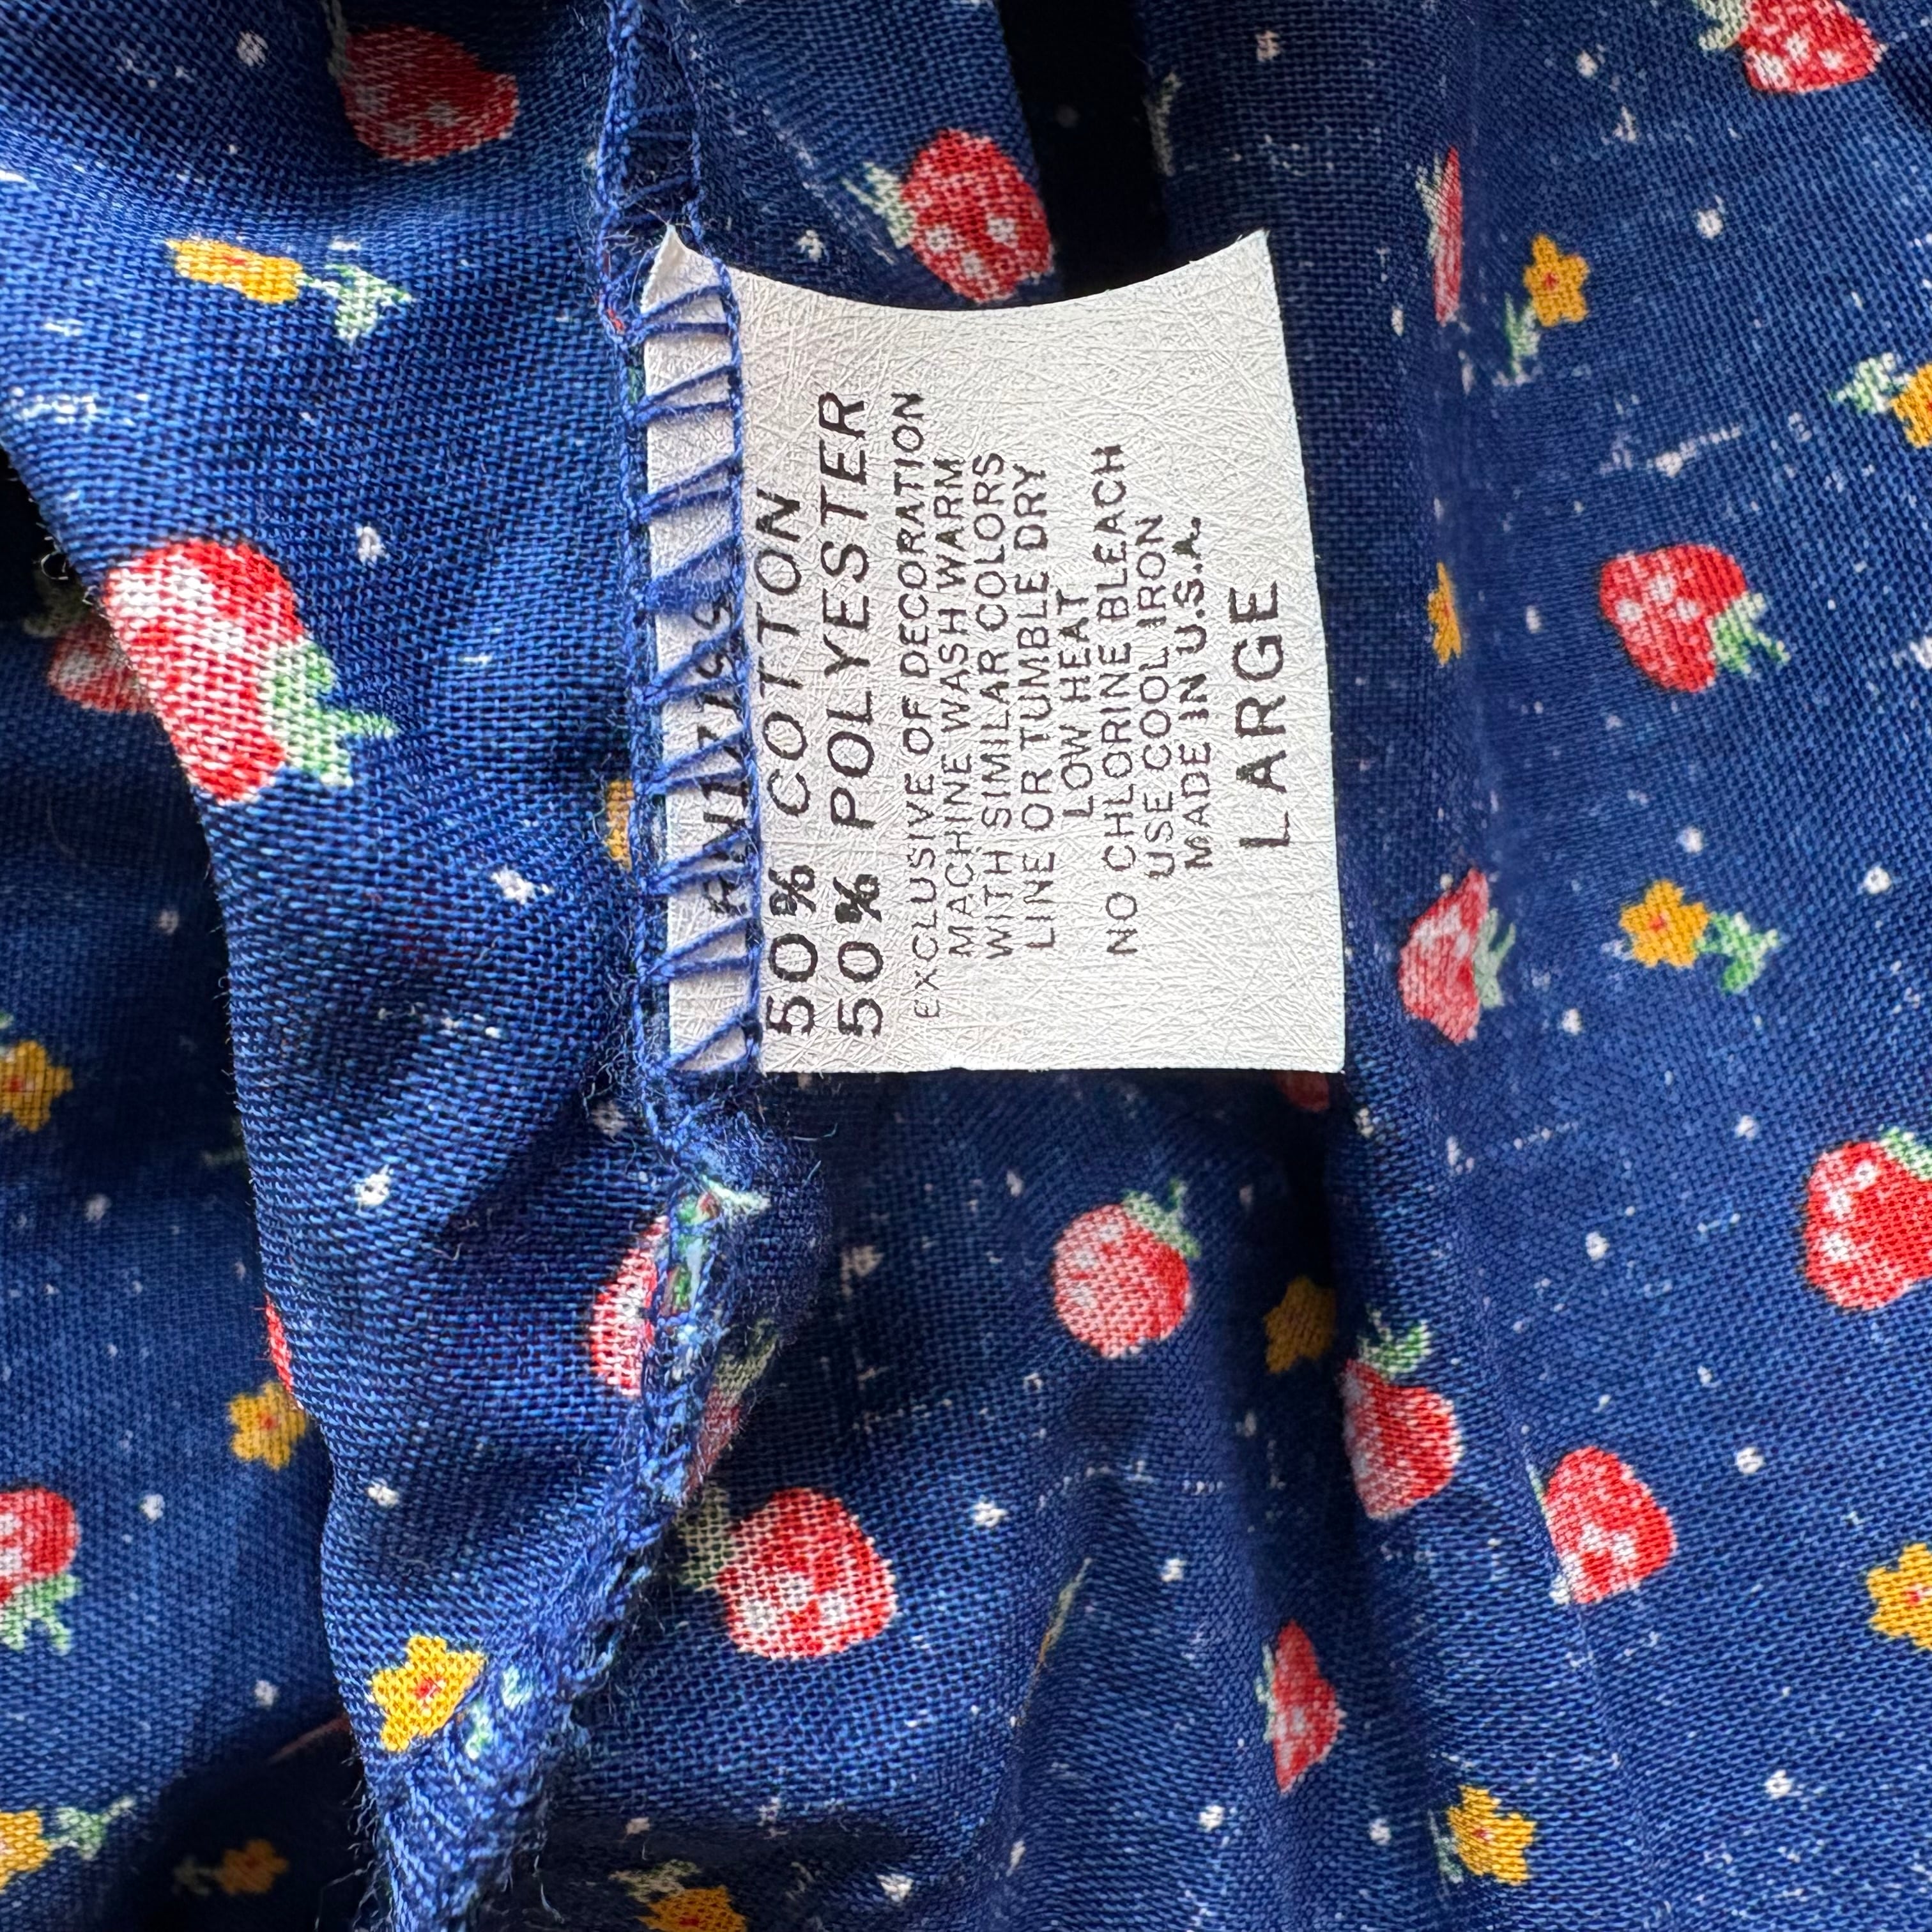 50% COTTON
50% POLYESTER
EXCLUSIVE OF DECORATION
MACHINE WASH WARM
WITH SIMILAR COLORS
LINE OR TUMBLE DRY
LOW HEAT
NO CHLORINE BLEACH
USE COOL IRON
MADE IN U.S.A.
LARGE